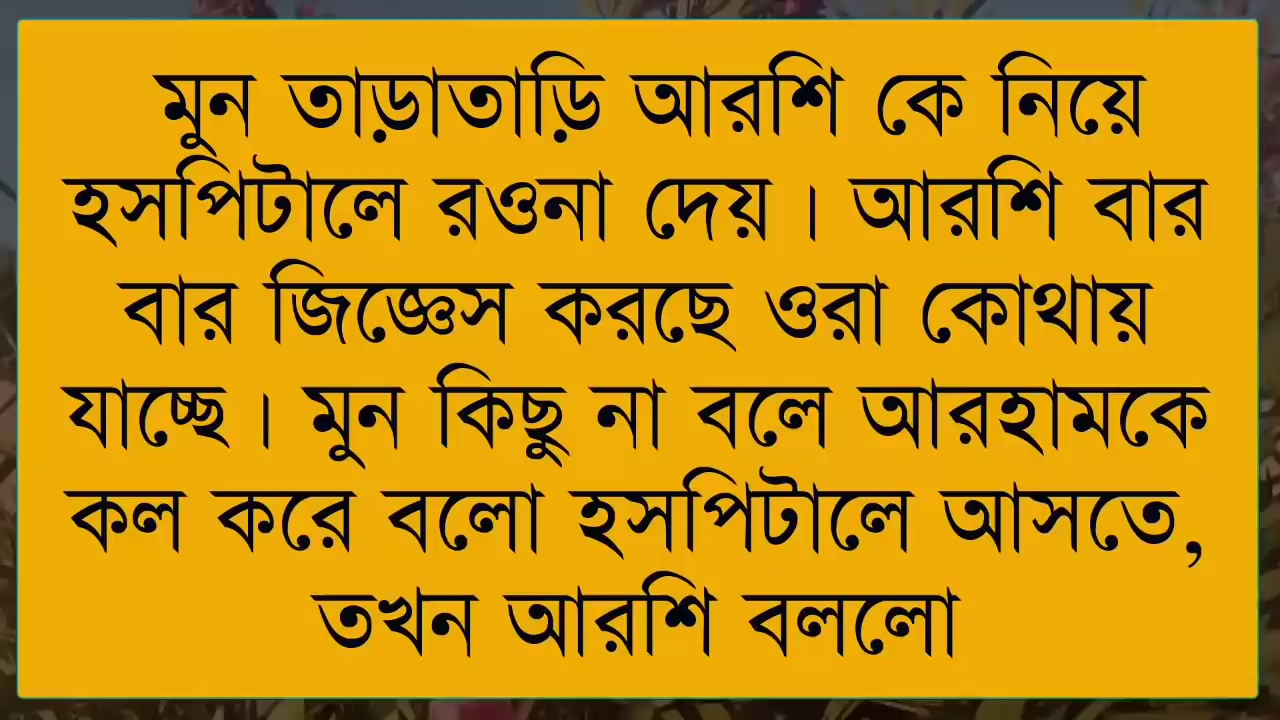 মুন তাড়াতাড়ি আরশি কে নিয়ে
হসপিটালে রওনা দেয়। আরশি বার
বার জিজ্ঞেস করছে ওরা কোথায়
যাচ্ছে। মুন কিছু না বলে আরহামকে
কল করে বলো হসপিটালে আসতে,
তখন আরশি বললো